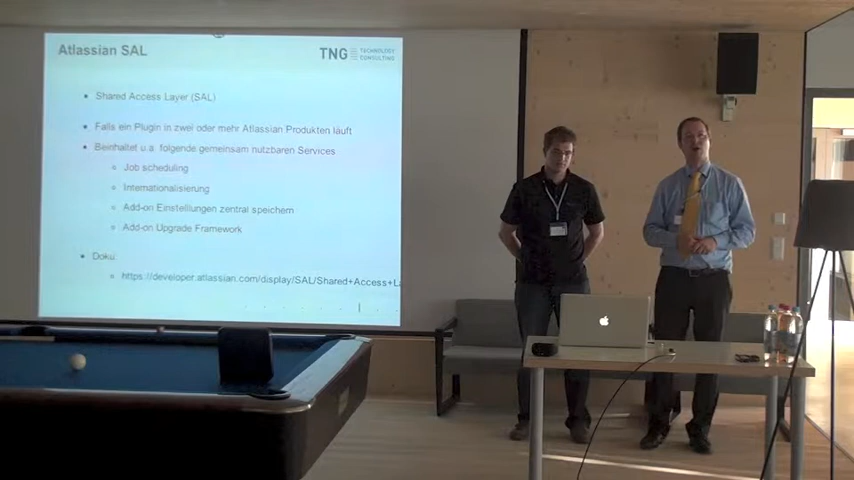 Atlassian SAL
TNG TECHNOLOGY
CONSULTING
• Shared Access Layer (SAL)
• Falls ein Plugin in zwei oder mehr Atlassian Produkten läuft
• Beinhaltet u.a. folgende gemeinsam nutzbaren Services
Job scheduling
Internationalisierung
Add-on Einstelllungen zentral speichern
Add-on Upgrade Framework
• Doku:
https://developer.atlassian.com/display/SAL/Shared+Access+La